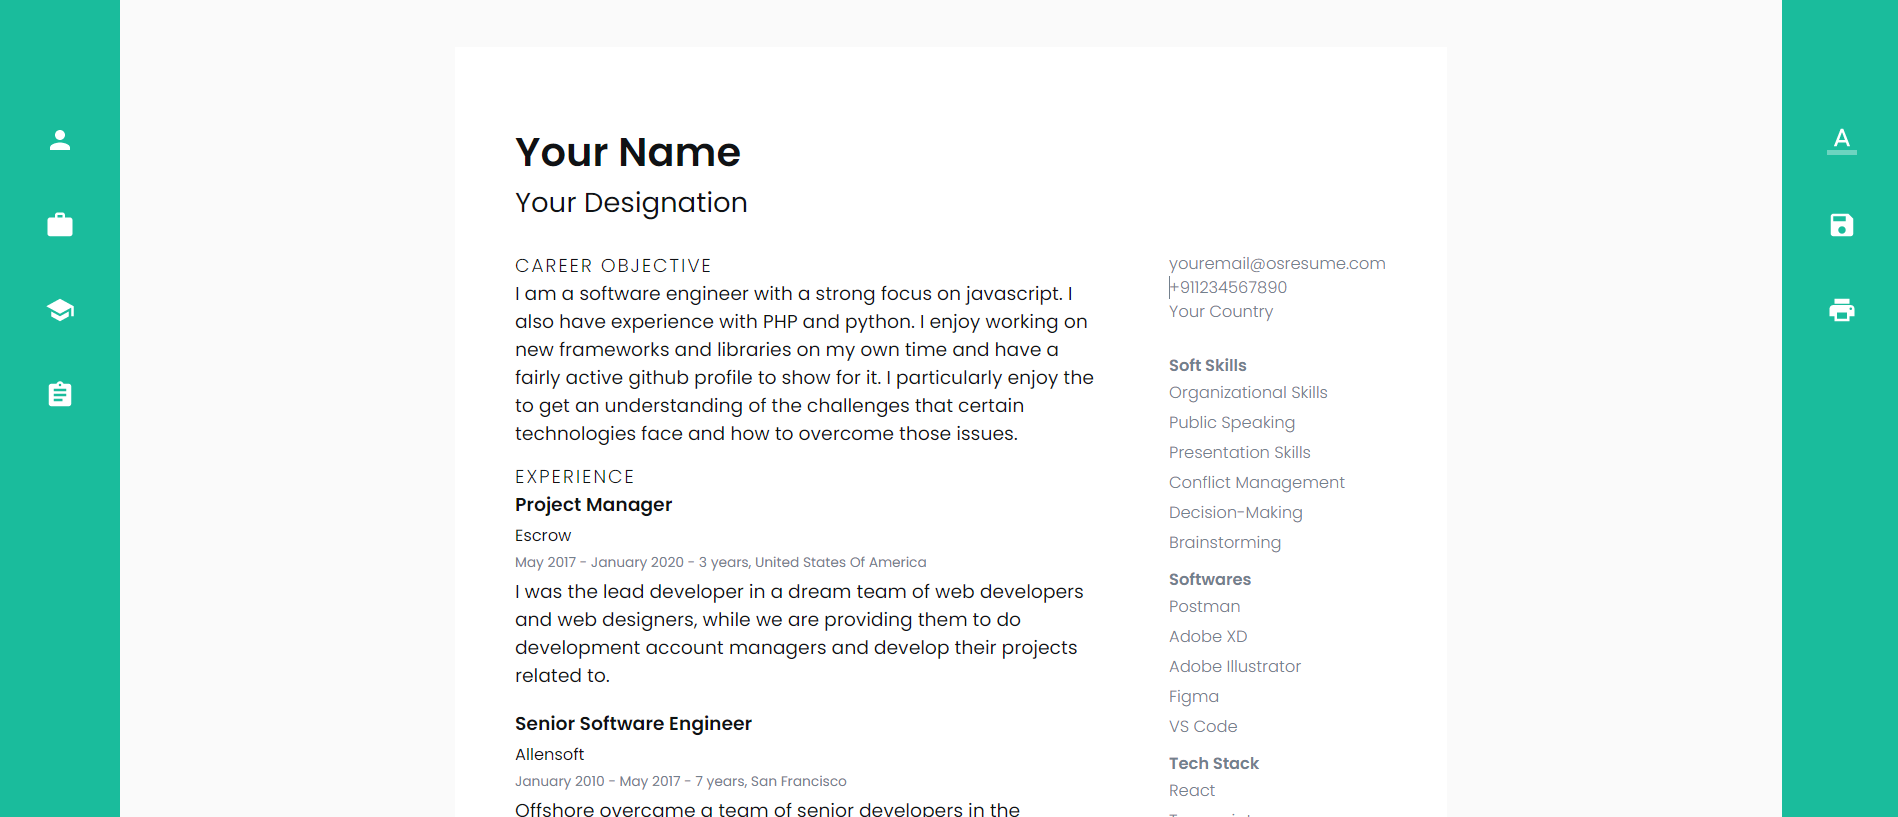 Your Name
Your Designation
CAREER OBJECTIVE
I am a software engineer with a strong focus on javascript. I
also have experience with PHP and python. I enjoy working on
new frameworks and libraries on my own time and have a
fairly active github profile to show for it. I particularly enjoy the
to get an understanding of the challenges that certain
technologies face and how to overcome those issues.
EXPERIENCE
Project Manager
Escrow
May 2017 - January 2020 - 3 years, United States Of America
I was the lead developer in a dream team of web developers
and web designers, while we are providing them to do
development account managers and develop their projects
related to.
Senior Software Engineer
Allensoft
January 2010 - May 2017 - 7 years, San Francisco
Offshore overcame a team of senior developers in the
youremail@osresume.com
+911234567890
Your Country
Soft Skills
Organizational Skills
Public Speaking
Presentation Skills
Conflict Management
Decision-Making
Brainstorming
Softwares
Postman
Adobe XD
Adobe Illustrator
Figma
VS Code
Tech Stack
React